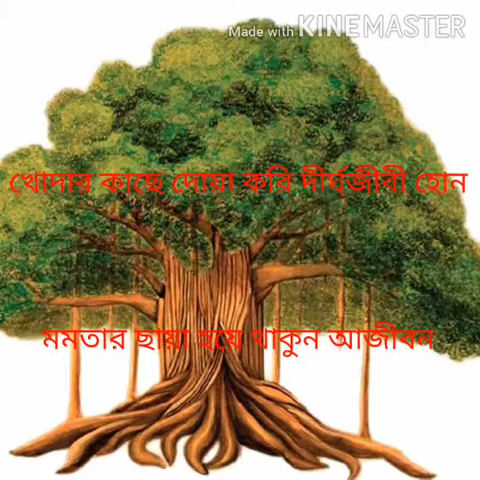 Made with KINEMASTER
খোদার কাছে দোয়া করি দীর্ঘজীবী হোন
মমতার ছায়া হয়ে থাকুন আজীবন